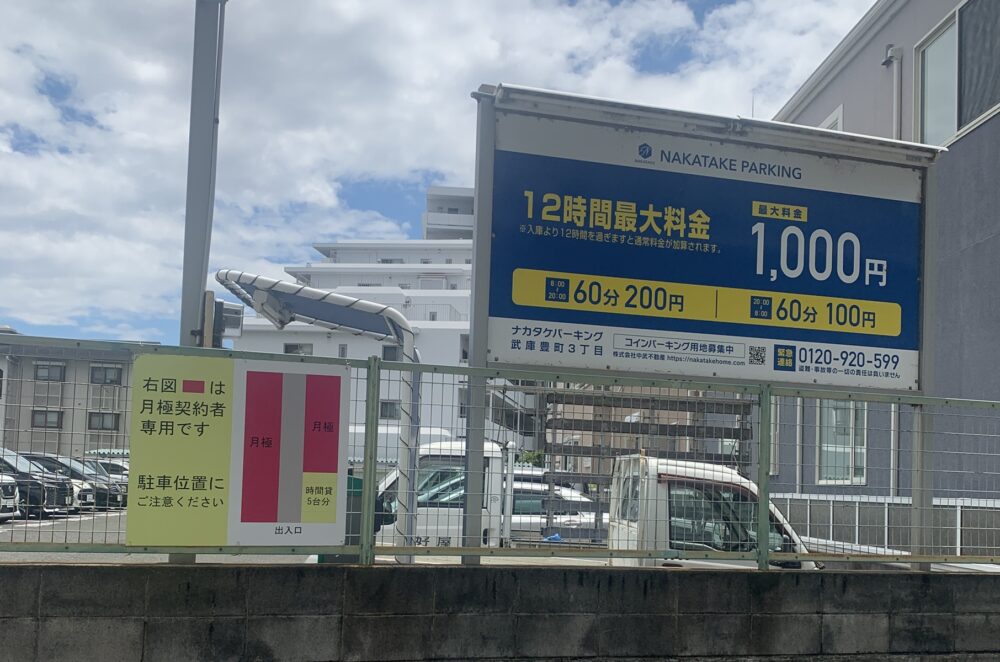 NAKATAKE
NAKATAKE PARKING
12時間最大料金
※入庫より12時間を過ぎますと通常料金が加算されます。
最大料金
1,000円
8:00
20:00
60分 200円
20:00
8:00
60分 100円
ナカタケパーキング
武庫豊町3丁目
コインパーキング用地募集中
株式会社中武不動産 https://nakatakehome.com
緊急
連絡
0120-920-599
盗難・事故等の一切の責任は負いません
右図 は
月極契約者
専用です
駐車位置に
ご注意ください
月極
月極
時間貸
5台分
出入口
好屋